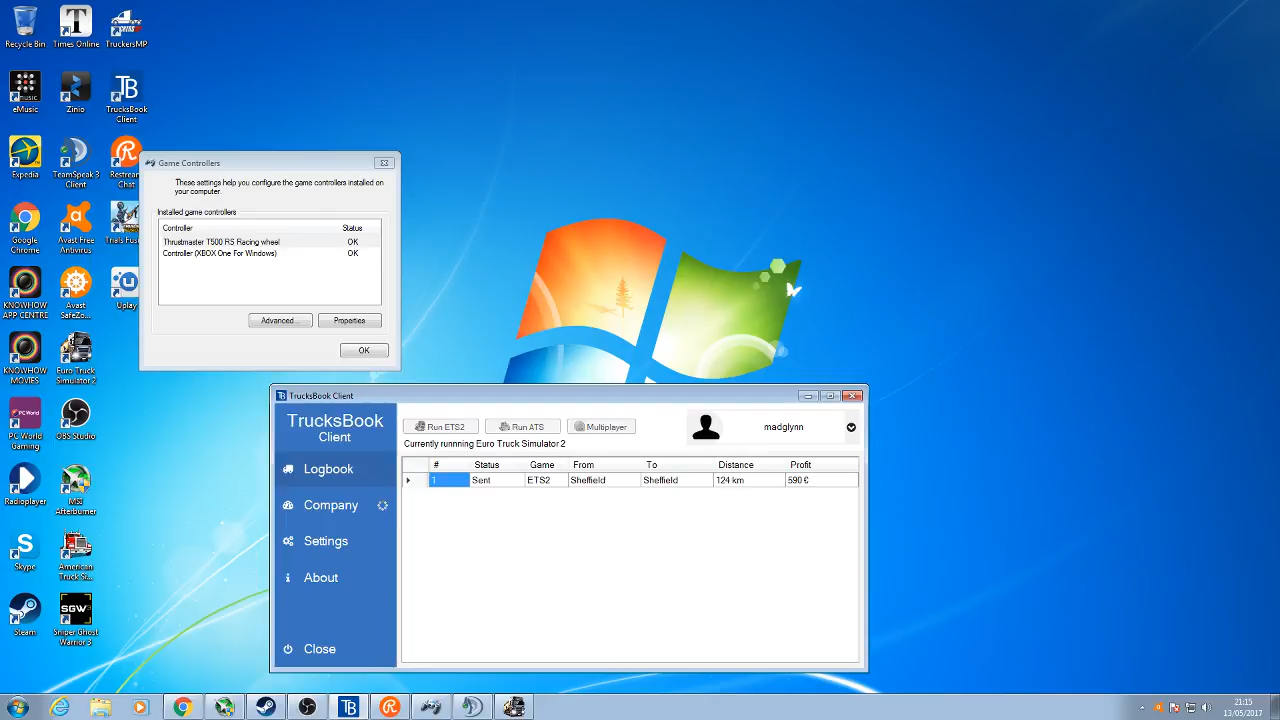 Recycle Bin
Times Online
TruckersMP
eMusic
Zinio
TrucksBook
Client
Expedia
TeamSpeak 3
Client
Restream
Chat
Google
Chrome
Avast Free
Antivirus
Trials Fus
KNOWHOW
APP CENTRE
Avast
SafeZo...
Uplay
KNOWHOW
MOVIES
Euro Truck
Simulator 2
PC World
Gaming
OBS Studio
Radioplayer
MSI
Afterburner
Skype
American
Truck Si...
Steam
SGW3
Sniper Ghost
Warrior 3
Game Controllers
These settings help you configure the game controllers installed on
your computer.
Installed game controllers
Controller Status
Thrustmaster T500 RS Racing wheel OK
Controller (XBOX One For Windows) OK
Advanced...
Properties
OK
TrucksBook Client
TrucksBook
Client
Logbook
Company
Settings
About
Close
Run ETS2
Run ATS
Multiplayer
madglynn
Currently runnning Euro Truck Simulator 2
# Status Game From To Distance Profit
1 Sent ETS2 Sheffield Sheffield 124 km 590 €
21:15
13/05/2017